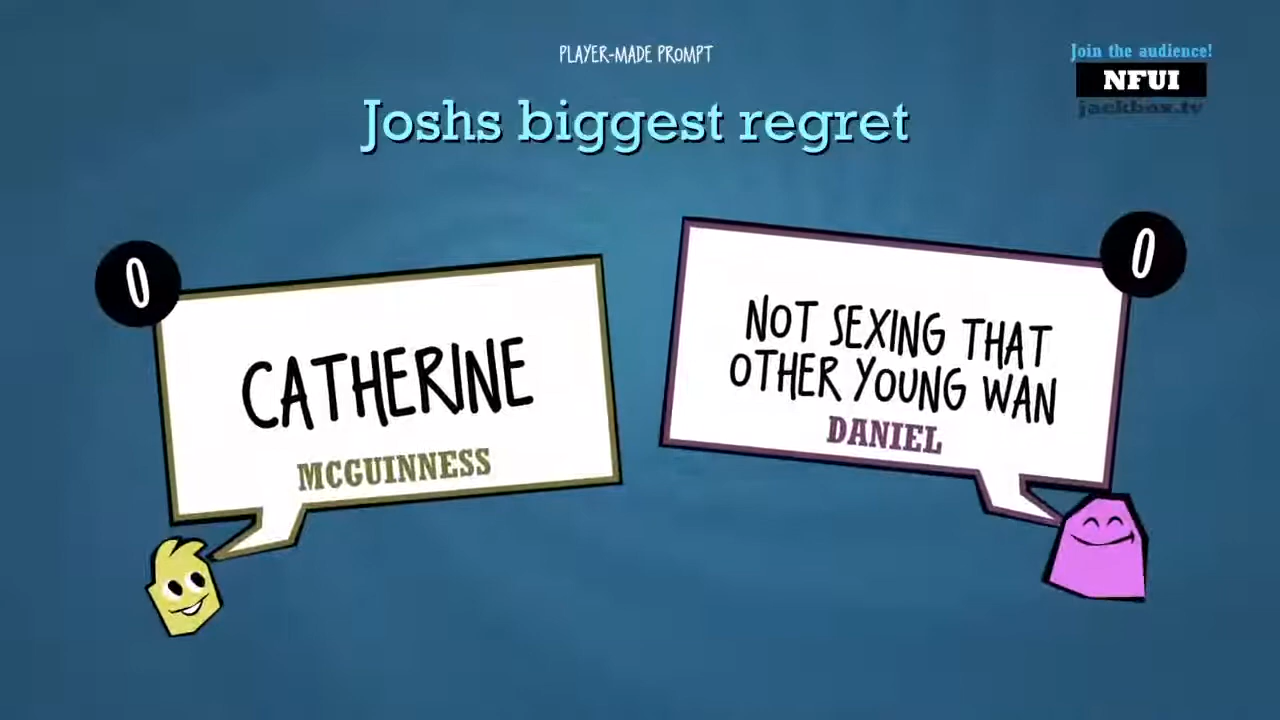 PLAYER-MADE PROMPT
Join the audience!
NFUI
jackbox.tv
Joshs biggest regret
0
0
CATHERINE
MCGUINNESS
NOT SEXING THAT
OTHER YOUNG WAN
DANIEL